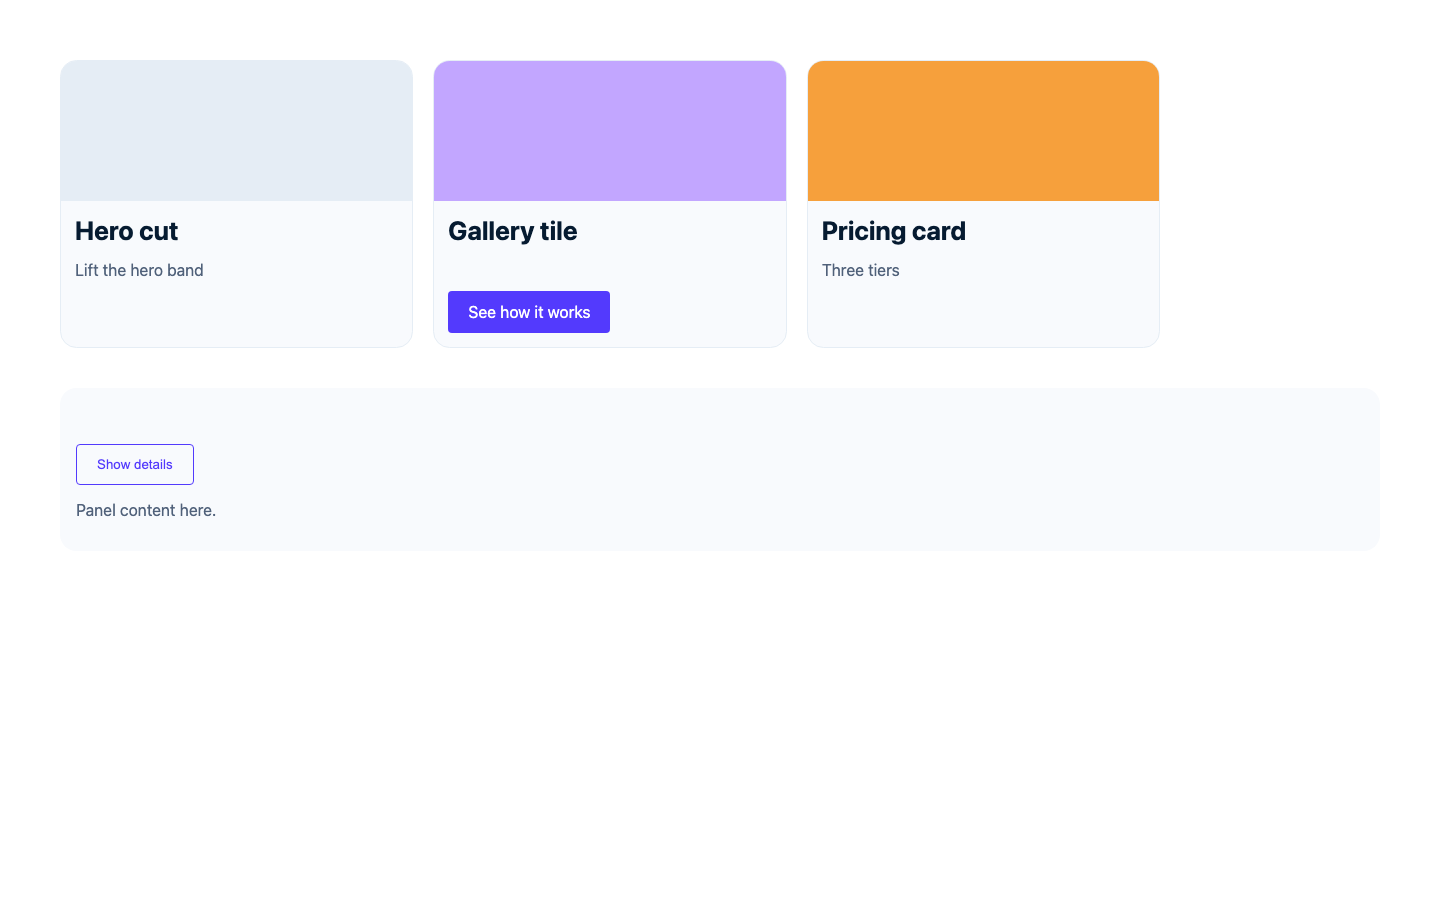 Hero cut
Lift the hero band
Gallery tile
See how it works
Pricing card
Three tiers
Show details
Panel content here.